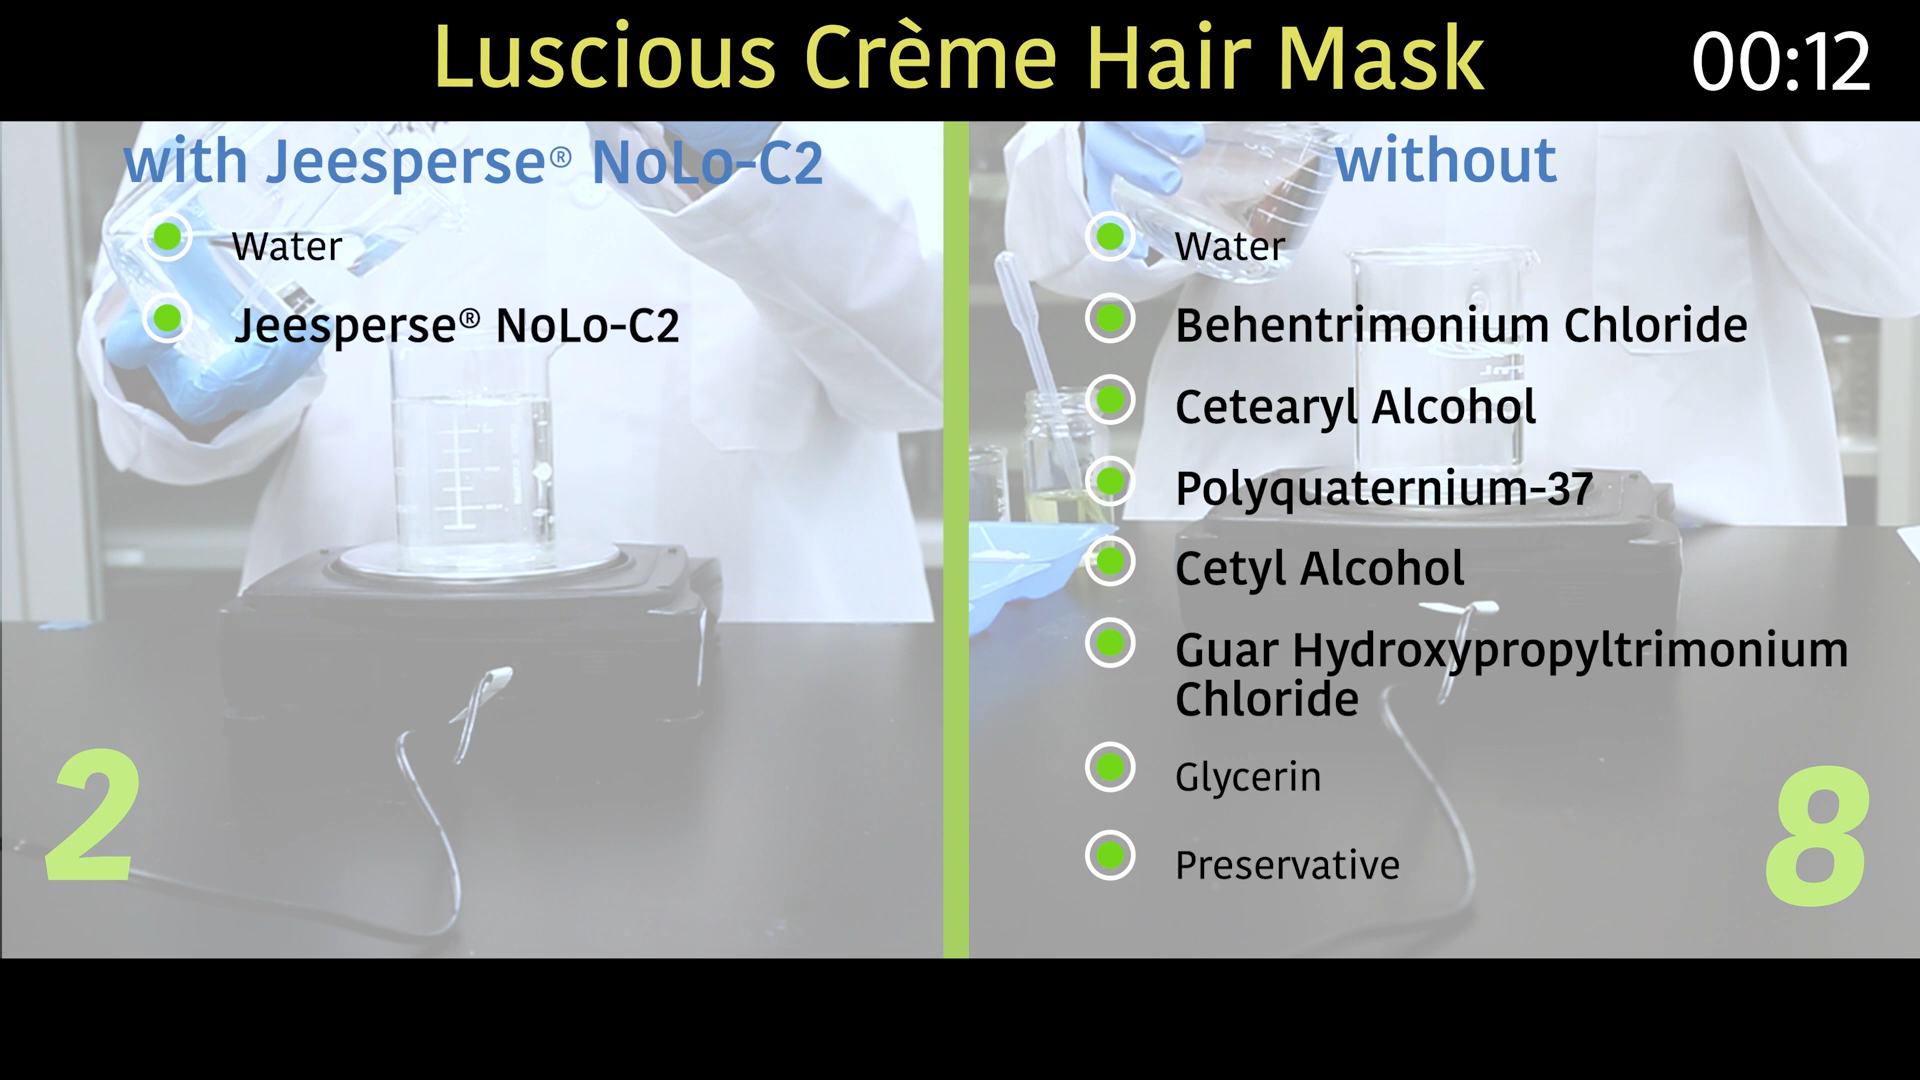 Luscious Crème Hair Mask
00:12
with Jeesperse® NoLo-C2
Water
Jeesperse® NoLo-C2
2
without
Water
Behentrimonium Chloride
Cetearyl Alcohol
Polyquaternium-37
Cetyl Alcohol
Guar Hydroxypropyltrimonium
Chloride
Glycerin
Preservative
8